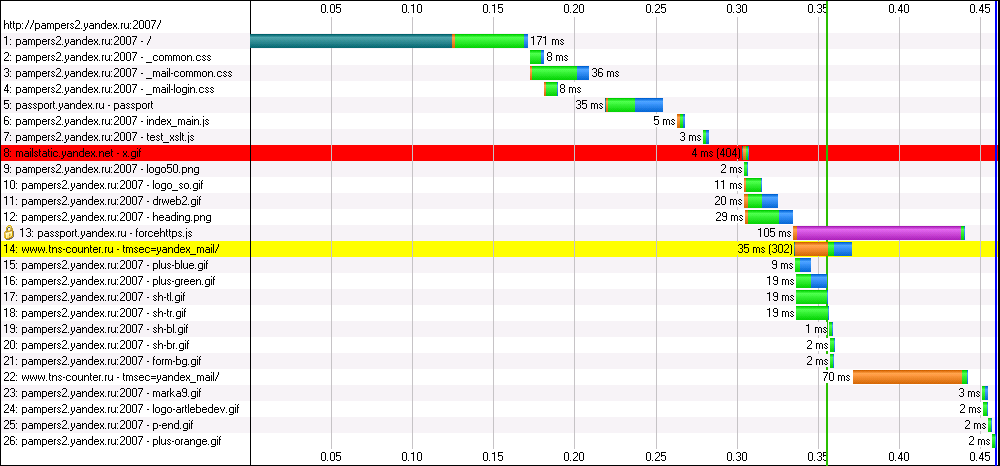 0.05 0.10 0.15 0.20 0.25 0.30 0.35 0.40 0.45
http://pampers2.yandex.ru:2007/
1: pampers2.yandex.ru:2007 - / 171 ms
2: pampers2.yandex.ru:2007 - _common.css 8 ms
3: pampers2.yandex.ru:2007 - _mail-common.css 36 ms
4: pampers2.yandex.ru:2007 - _mail-login.css 8 ms
5: passport.yandex.ru - passport 35 ms
6: pampers2.yandex.ru:2007 - index_main.js 5 ms
7: pampers2.yandex.ru:2007 - test_xslt.js 3 ms
8: mailstatic.yandex.net - x.gif 4 ms (404)
9: pampers2.yandex.ru:2007 - logo50.png 2 ms
10: pampers2.yandex.ru:2007 - logo_so.gif 11 ms
11: pampers2.yandex.ru:2007 - drweb2.gif 20 ms
12: pampers2.yandex.ru:2007 - heading.png 29 ms
13: passport.yandex.ru - forcehttps.js 105 ms
14: www.tns-counter.ru - tmsec=yandex_mail/ 35 ms (302)
15: pampers2.yandex.ru:2007 - plus-blue.gif 9 ms
16: pampers2.yandex.ru:2007 - plus-green.gif 19 ms
17: pampers2.yandex.ru:2007 - sh-tl.gif 19 ms
18: pampers2.yandex.ru:2007 - sh-tr.gif 19 ms
19: pampers2.yandex.ru:2007 - sh-bl.gif 1 ms
20: pampers2.yandex.ru:2007 - sh-br.gif 2 ms
21: pampers2.yandex.ru:2007 - form-bg.gif 2 ms
22: www.tns-counter.ru - tmsec=yandex_mail/ 70 ms
23: pampers2.yandex.ru:2007 - marka9.gif 3 ms
24: pampers2.yandex.ru:2007 - logo-artlebedev.gif 2 ms
25: pampers2.yandex.ru:2007 - p-end.gif 2 ms
26: pampers2.yandex.ru:2007 - plus-orange.gif 2 ms
0.05 0.10 0.15 0.20 0.25 0.30 0.35 0.40 0.45